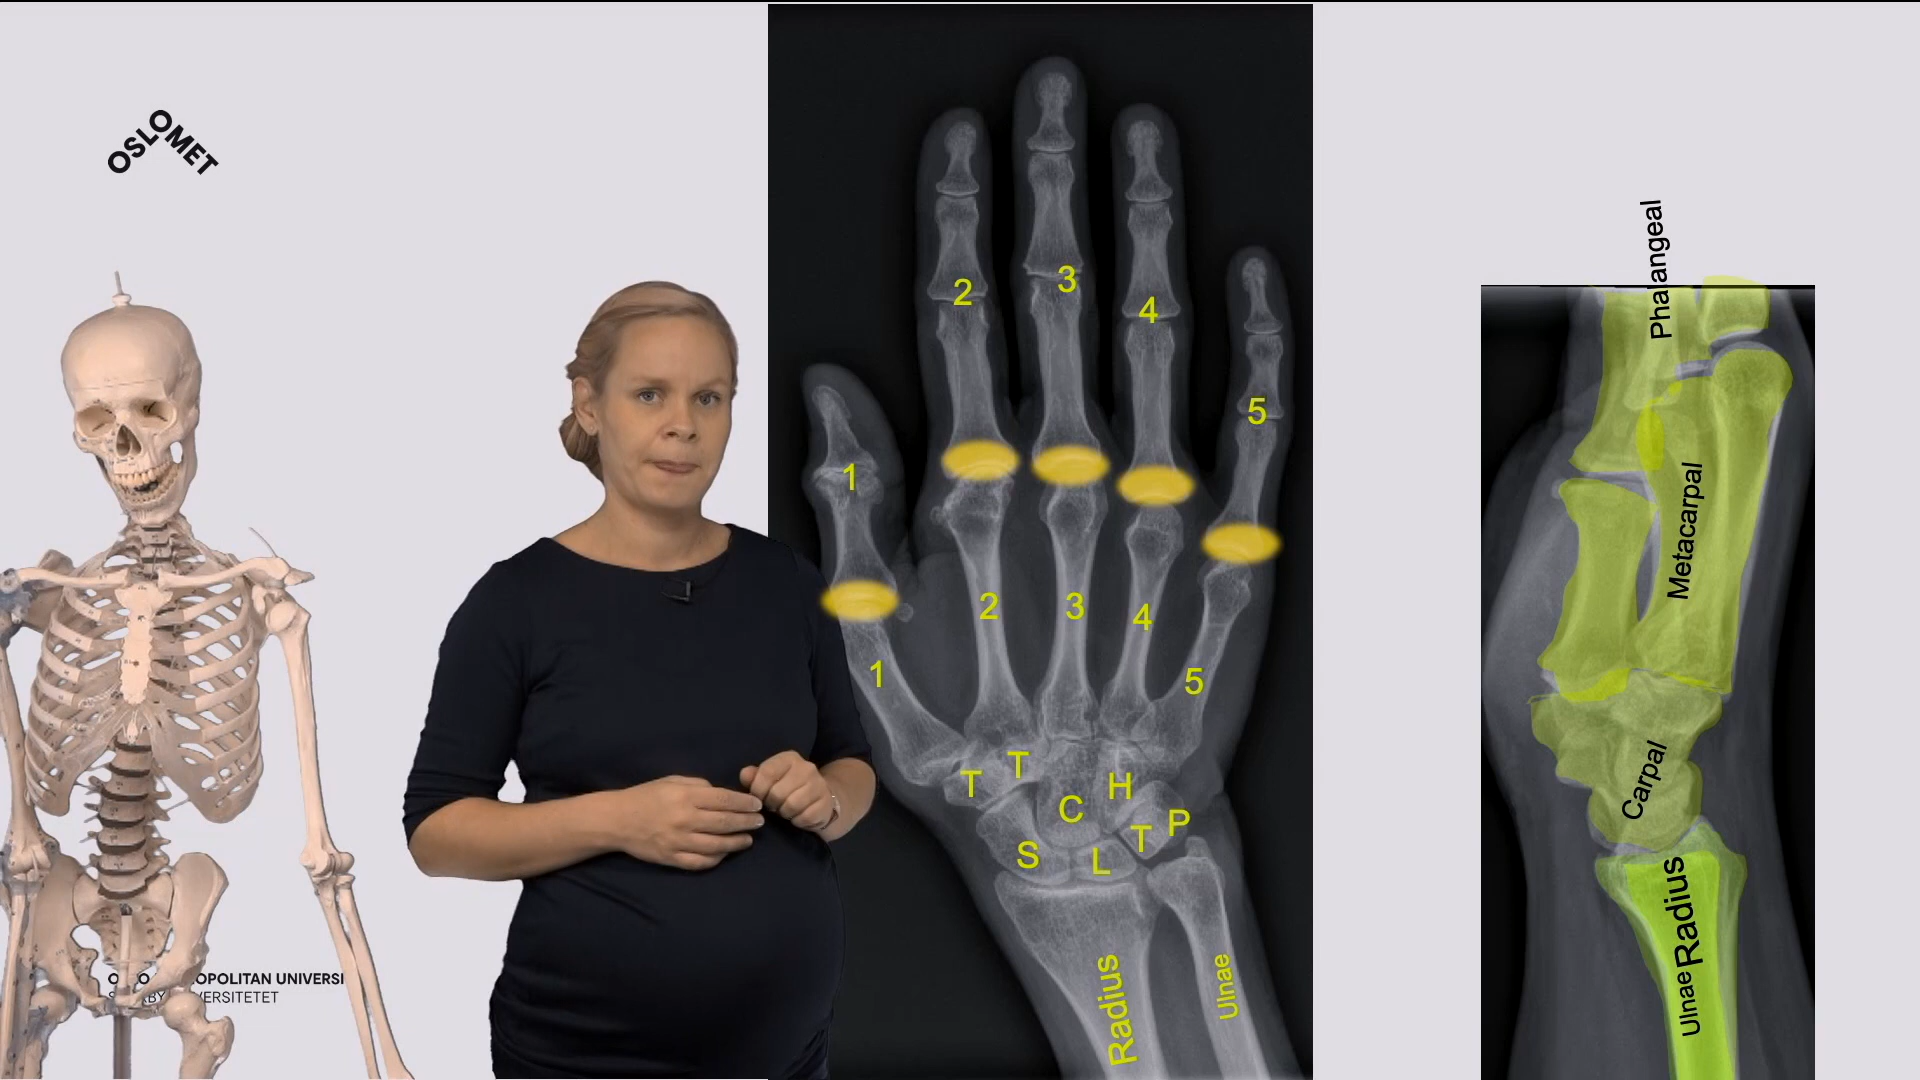 OSLOMET
OPOLITAN UNIVERSI
VERSITETET
2
3
4
1
5
2
3
4
1
5
T
T
C
H
P
T
S
L
Radius
Ulnae
Phalangeal
Metacarpal
Carpal
Radius
Ulnae